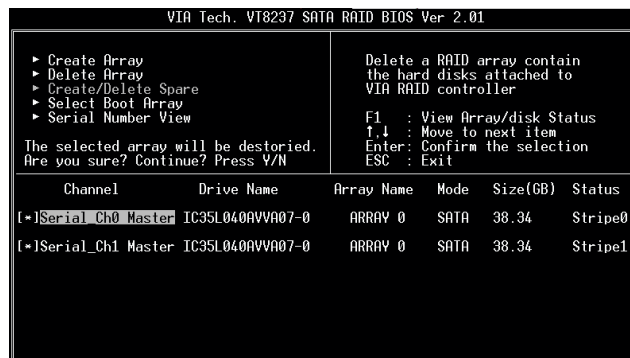 VIA Tech. VT8237 SATA RAID BIOS Ver 2.01
► Create Array
► Delete Array
► Create/Delete Spare
► Select Boot Array
► Serial Number View
The selected array will be destoried.
Are you sure? Continue? Press Y/N
Delete a RAID array contain
the hard disks attached to
VIA RAID controller
F1 : View Array/disk Status
↑,↓ : Move to next item
Enter: Confirm the selection
ESC : Exit
Channel Drive Name Array Name Mode Size(GB) Status
[*]Serial_Ch0 Master IC35L040AVVA07-0 ARRAY 0 SATA 38.34 Stripe0
[*]Serial_Ch1 Master IC35L040AVVA07-0 ARRAY 0 SATA 38.34 Stripe1